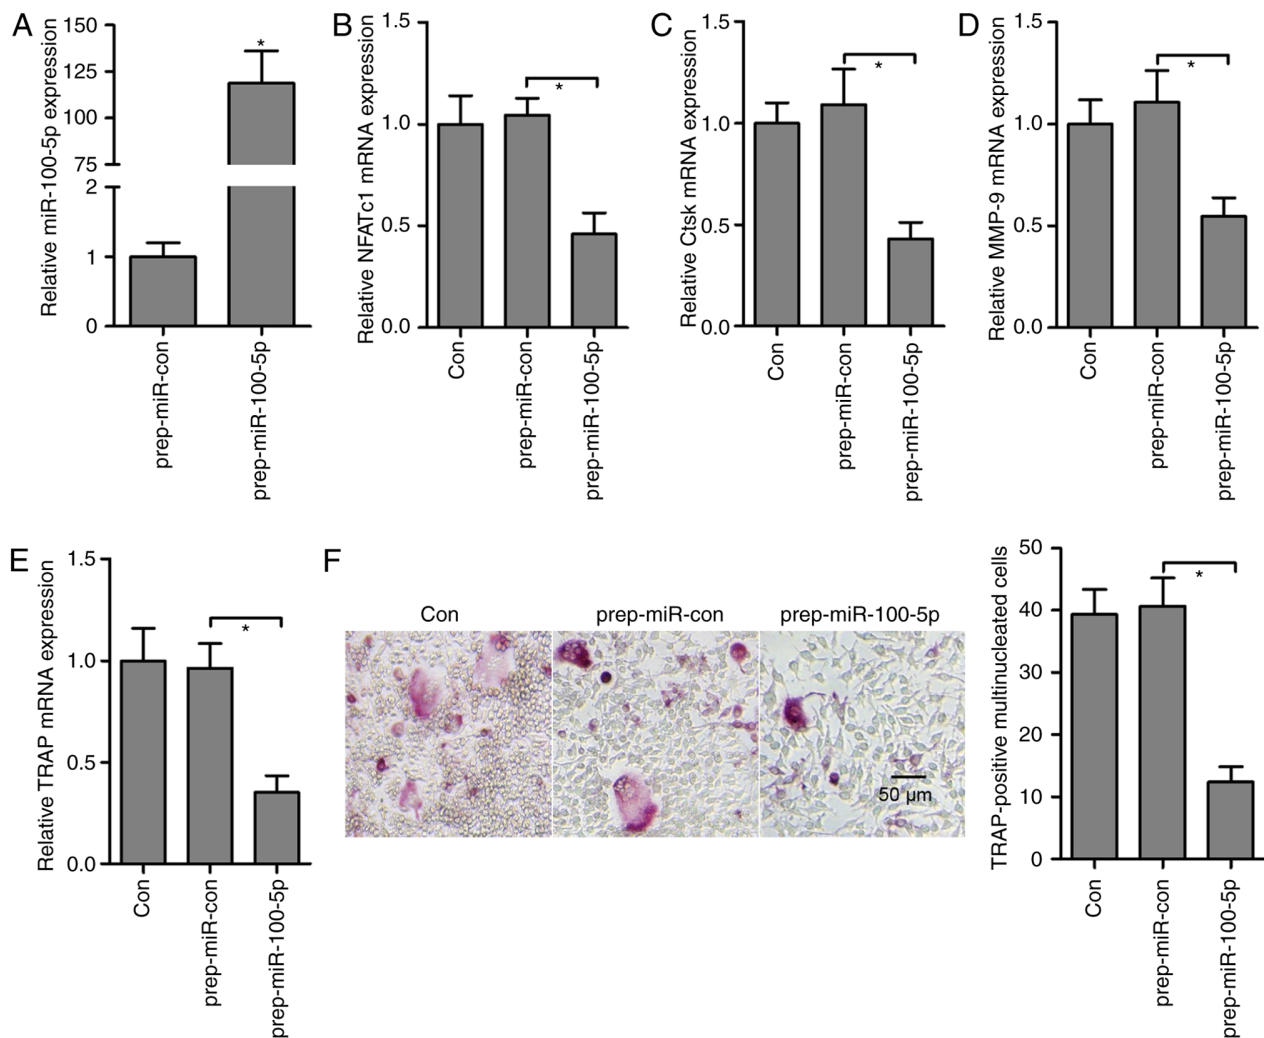 A
Relative miR-100-5p expression
150
125
100
75
2
1
0
*
prep-miR-con
prep-miR-100-5p
B
Relative NFATc1 mRNA expression
1.5
1.0
0.5
0.0
*
Con
prep-miR-con
prep-miR-100-5p
C
Relative Ctsk mRNA expression
1.5
1.0
0.5
0.0
*
Con
prep-miR-con
prep-miR-100-5p
D
Relative MMP-9 mRNA expression
1.5
1.0
0.5
0.0
*
Con
prep-miR-con
prep-miR-100-5p
E
Relative TRAP mRNA expression
1.5
1.0
0.5
0.0
*
Con
prep-miR-con
prep-miR-100-5p
F
Con
prep-miR-con
prep-miR-100-5p
50 μm
TRAP-positive multinucleated cells
50
40
30
20
10
0
*
Con
prep-miR-con
prep-miR-100-5p